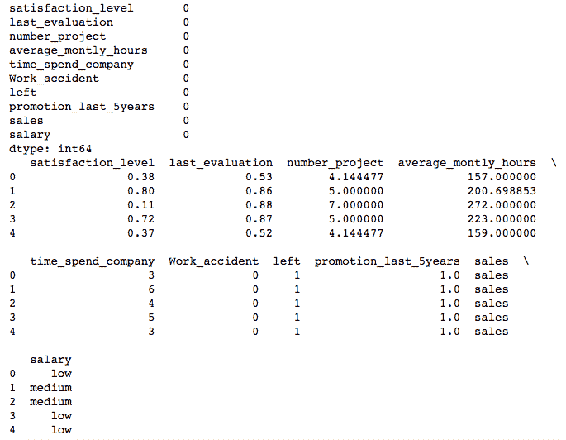 satisfaction_level 0
last_evaluation 0
number_project 0
average_montly_hours 0
time_spend_company 0
Work_accident 0
left 0
promotion_last_5years 0
sales 0
salary 0
dtype: int64
satisfaction_level last_evaluation number_project average_montly_hours \
0 0.38 0.53 4.144477 157.000000
1 0.80 0.86 5.000000 200.698853
2 0.11 0.88 7.000000 272.000000
3 0.72 0.87 5.000000 223.000000
4 0.37 0.52 4.144477 159.000000
time_spend_company Work_accident left promotion_last_5years sales \
0 3 0 1 1.0 sales
1 6 0 1 1.0 sales
2 4 0 1 1.0 sales
3 5 0 1 1.0 sales
4 3 0 1 1.0 sales
salary
0 low
1 medium
2 medium
3 low
4 low